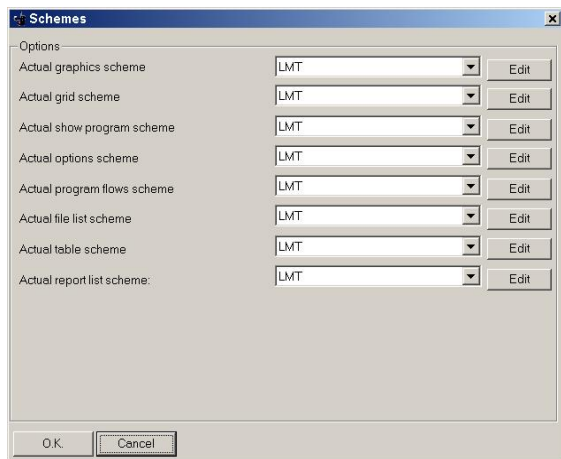 Schemes
Options
Actual graphics scheme LMT Edit
Actual grid scheme LMT Edit
Actual show program scheme LMT Edit
Actual options scheme LMT Edit
Actual program flows scheme LMT Edit
Actual file list scheme LMT Edit
Actual table scheme LMT Edit
Actual report list scheme: LMT Edit
O.K. Cancel